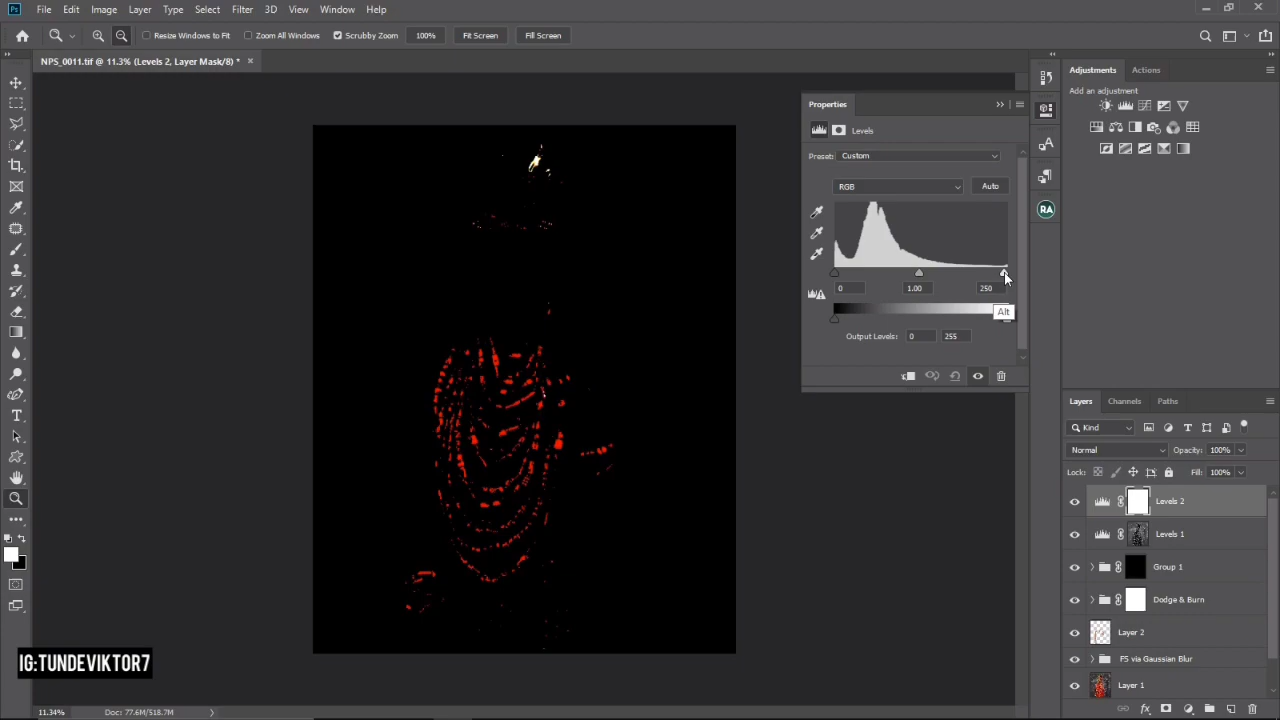 Ps File Edit Image Layer Type Select Filter 3D View Window Help
Resize Windows to Fit Zoom All Windows Scrubby Zoom 100% Fit Screen Fill Screen
NPS_0011.tif @ 11.3% (Levels 2, Layer Mask/8) *
Properties
Levels
Preset: Custom
RGB Auto
0 1.00 250
Alt
Output Levels: 0 255
RA
Adjustments Actions
Add an adjustment
Layers Channels Paths
Kind
Normal Opacity: 100%
Lock: Fill: 100%
Levels 2
Levels 1
Group 1
Dodge & Burn
Layer 2
FS via Gaussian Blur
Layer 1
IG:TUNDEVIKTOR7
11.34% Doc: 77.6M/518.7M